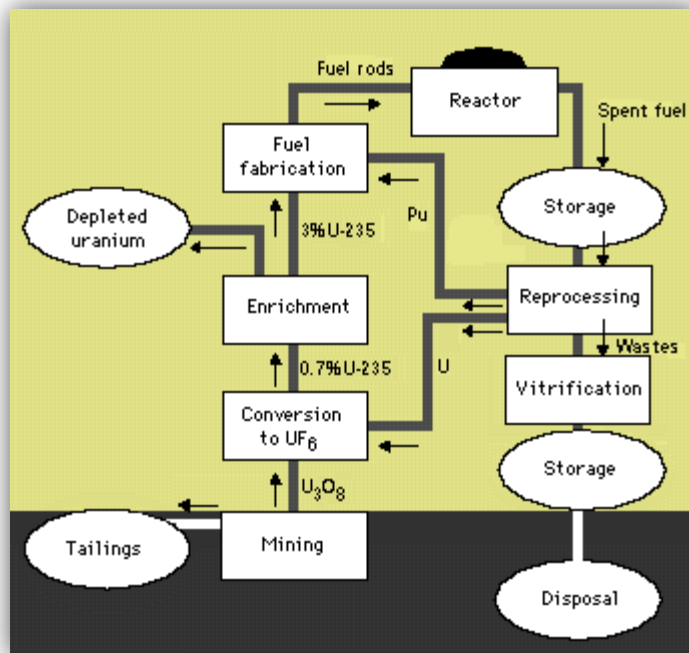 Fuel rods
Reactor
Spent fuel
Fuel
fabrication
Storage
Depleted
uranium
Pu
3%U-235
Enrichment
Reprocessing
0.7%U-235
U
Wastes
Vitrification
Conversion
to UF₆
Storage
U₃O₈
Tailings
Mining
Disposal